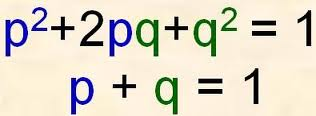 p²+2pq+q² = 1
p + q = 1